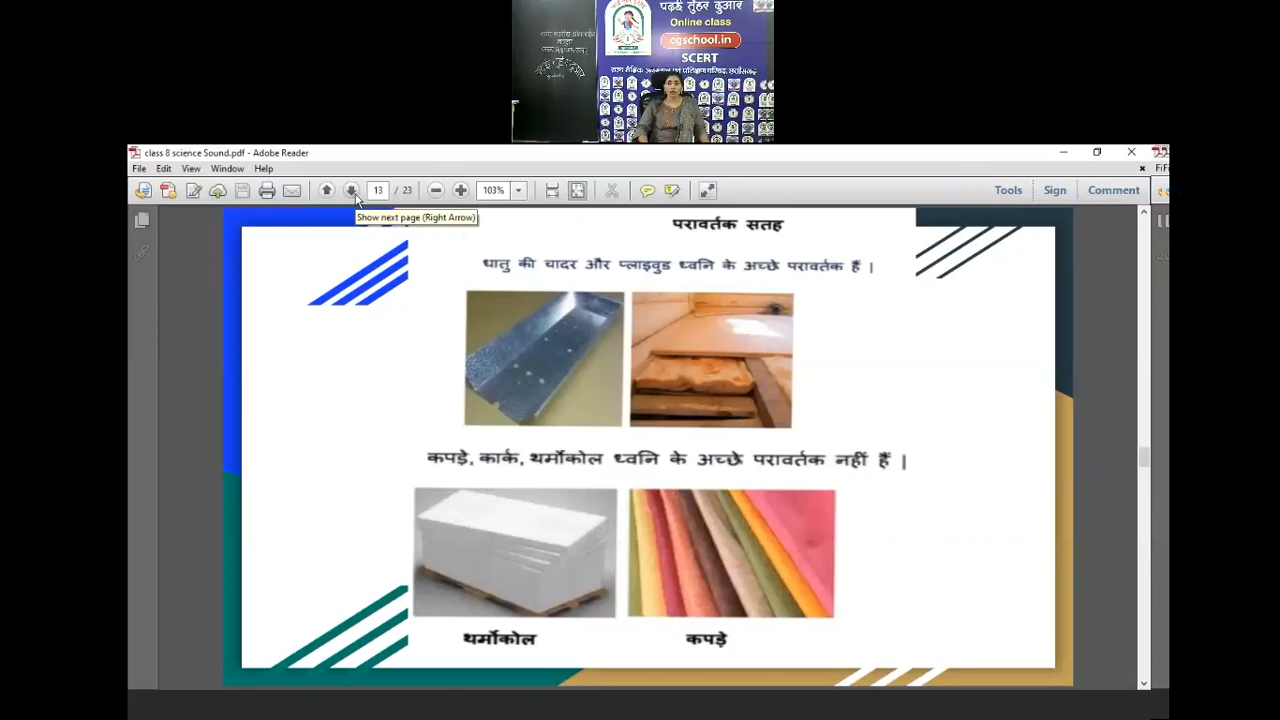 पढ़ई तुंहर दुआर
Online class
cgschool.in
SCERT
class 8 science Sound.pdf - Adobe Reader
File Edit View Window Help
13 / 23 103% Tools Sign Comment
Show next page (Right Arrow)
परावर्तक सतह
धातु की चादर और प्लाइवुड ध्वनि के अच्छे परावर्तक हैं |
कपड़े, कार्क, थर्मोकोल ध्वनि के अच्छे परावर्तक नहीं हैं |
थर्मोकोल कपड़े